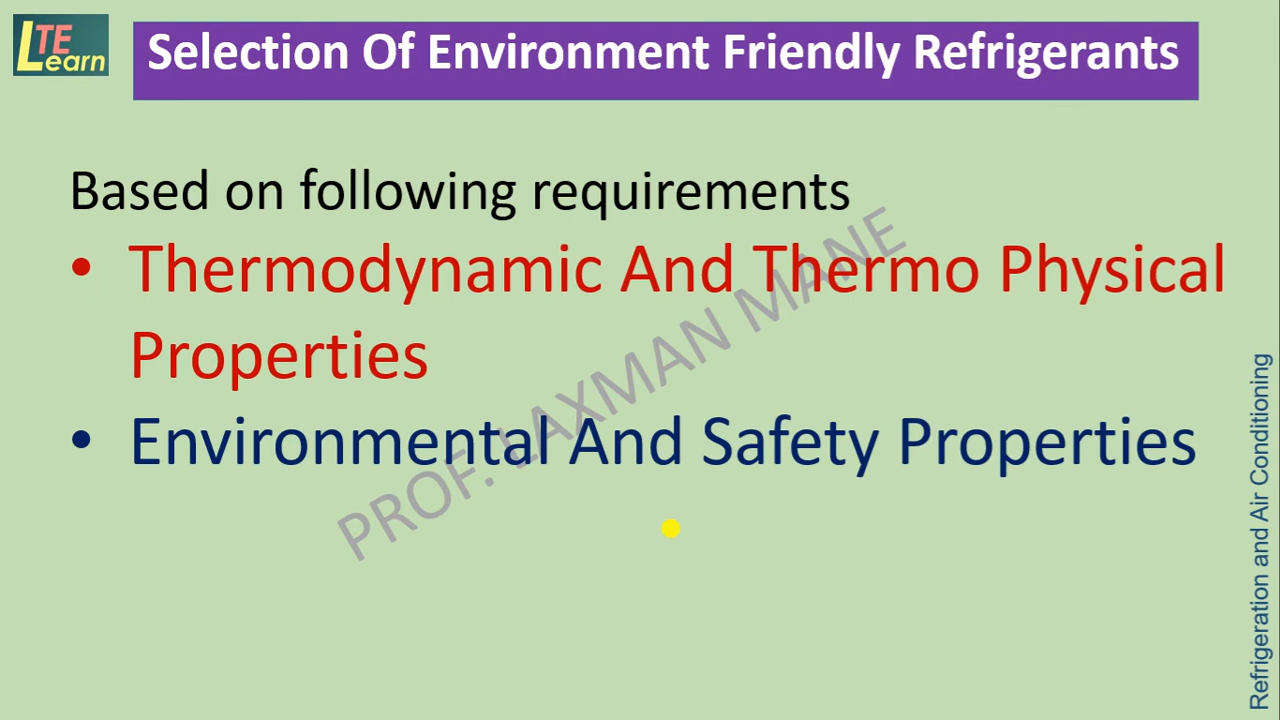 LTE
Learn
Selection Of Environment Friendly Refrigerants
Based on following requirements
• Thermodynamic And Thermo Physical
Properties
• Environmental And Safety Properties
PROF. LAXMAN MANE
Refrigeration and Air Conditioning